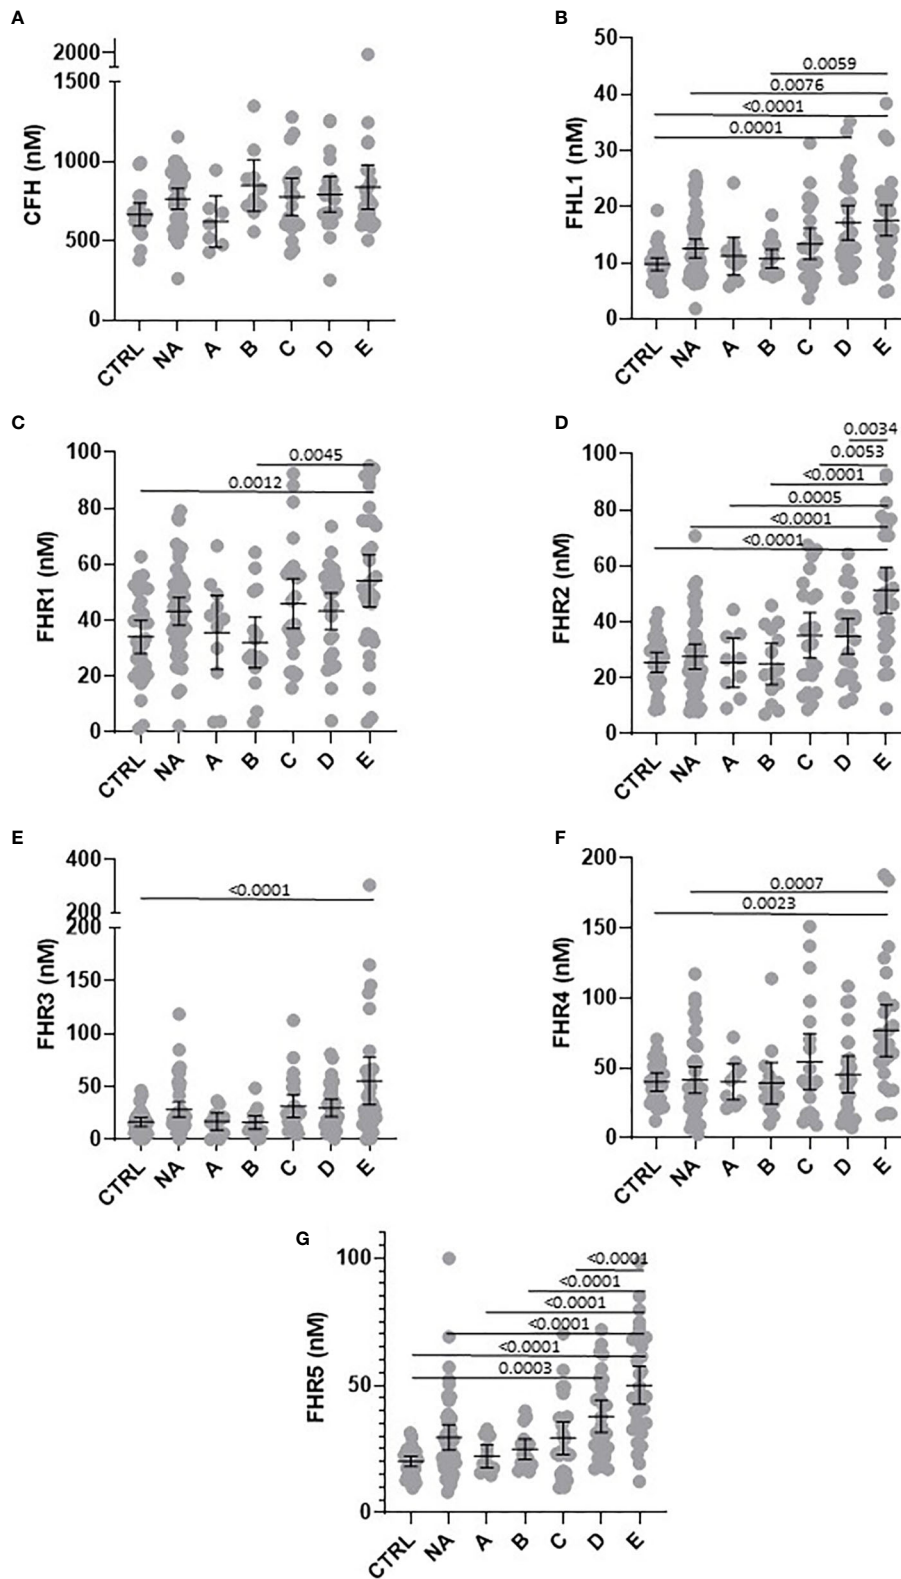 A
CFH (nM)
2000
1500
1000
500
0
CTRL NA A B C D E
B
FHL1 (nM)
50
40
30
20
10
0
0.0059
0.0076
<0.0001
0.0001
CTRL NA A B C D E
C
FHR1 (nM)
100
80
60
40
20
0
0.0045
0.0012
CTRL NA A B C D E
D
FHR2 (nM)
100
80
60
40
20
0
0.0034
0.0053
<0.0001
0.0005
<0.0001
<0.0001
CTRL NA A B C D E
E
FHR3 (nM)
400
200
200
150
100
50
0
<0.0001
CTRL NA A B C D E
F
FHR4 (nM)
200
150
100
50
0
0.0007
0.0023
CTRL NA A B C D E
G
FHR5 (nM)
100
50
0
<0.0001
<0.0001
<0.0001
<0.0001
<0.0001
0.0003
CTRL NA A B C D E